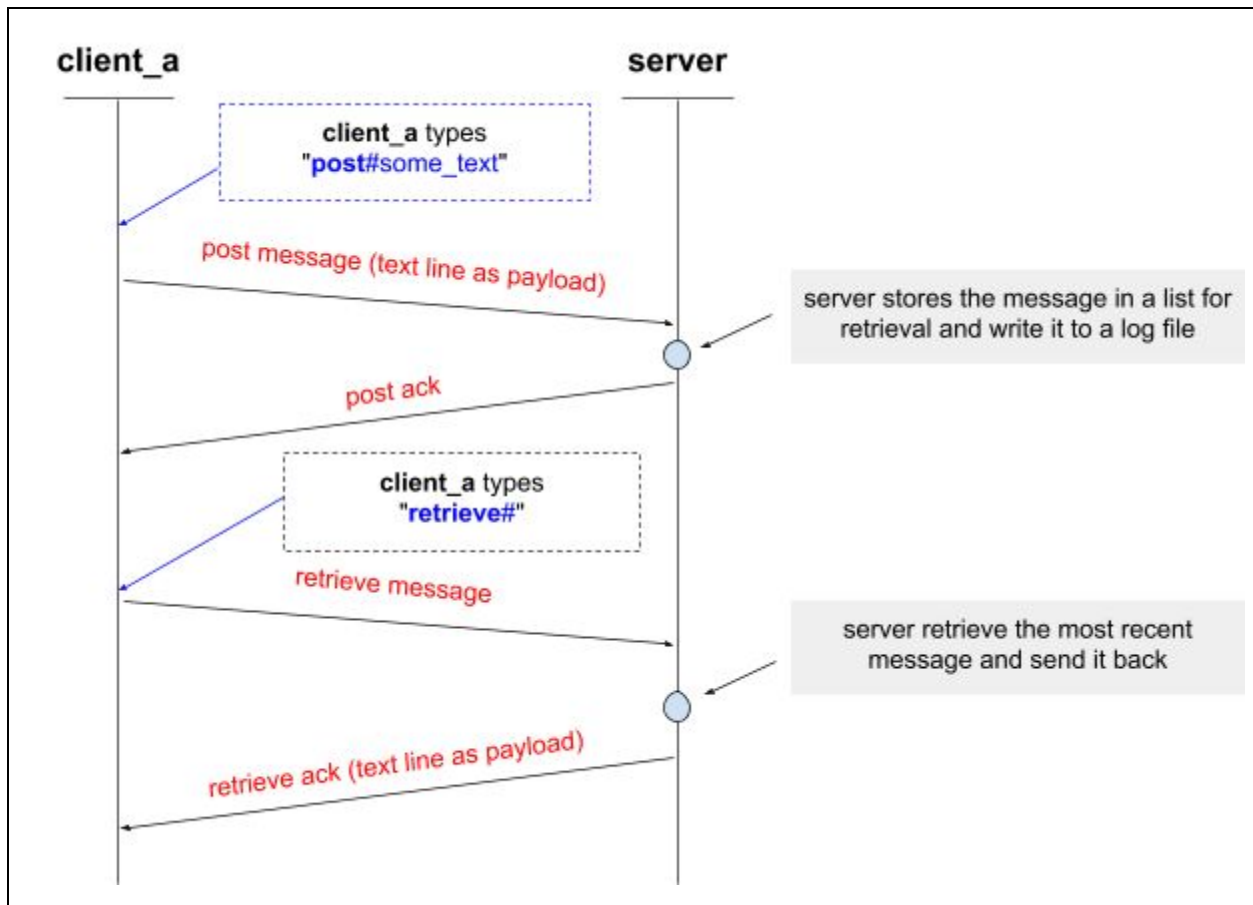 client_a
server
client_a types
"post#some_text"
post message (text line as payload)
server stores the message in a list for
retrieval and write it to a log file
post ack
client_a types
"retrieve#"
retrieve message
server retrieve the most recent
message and send it back
retrieve ack (text line as payload)